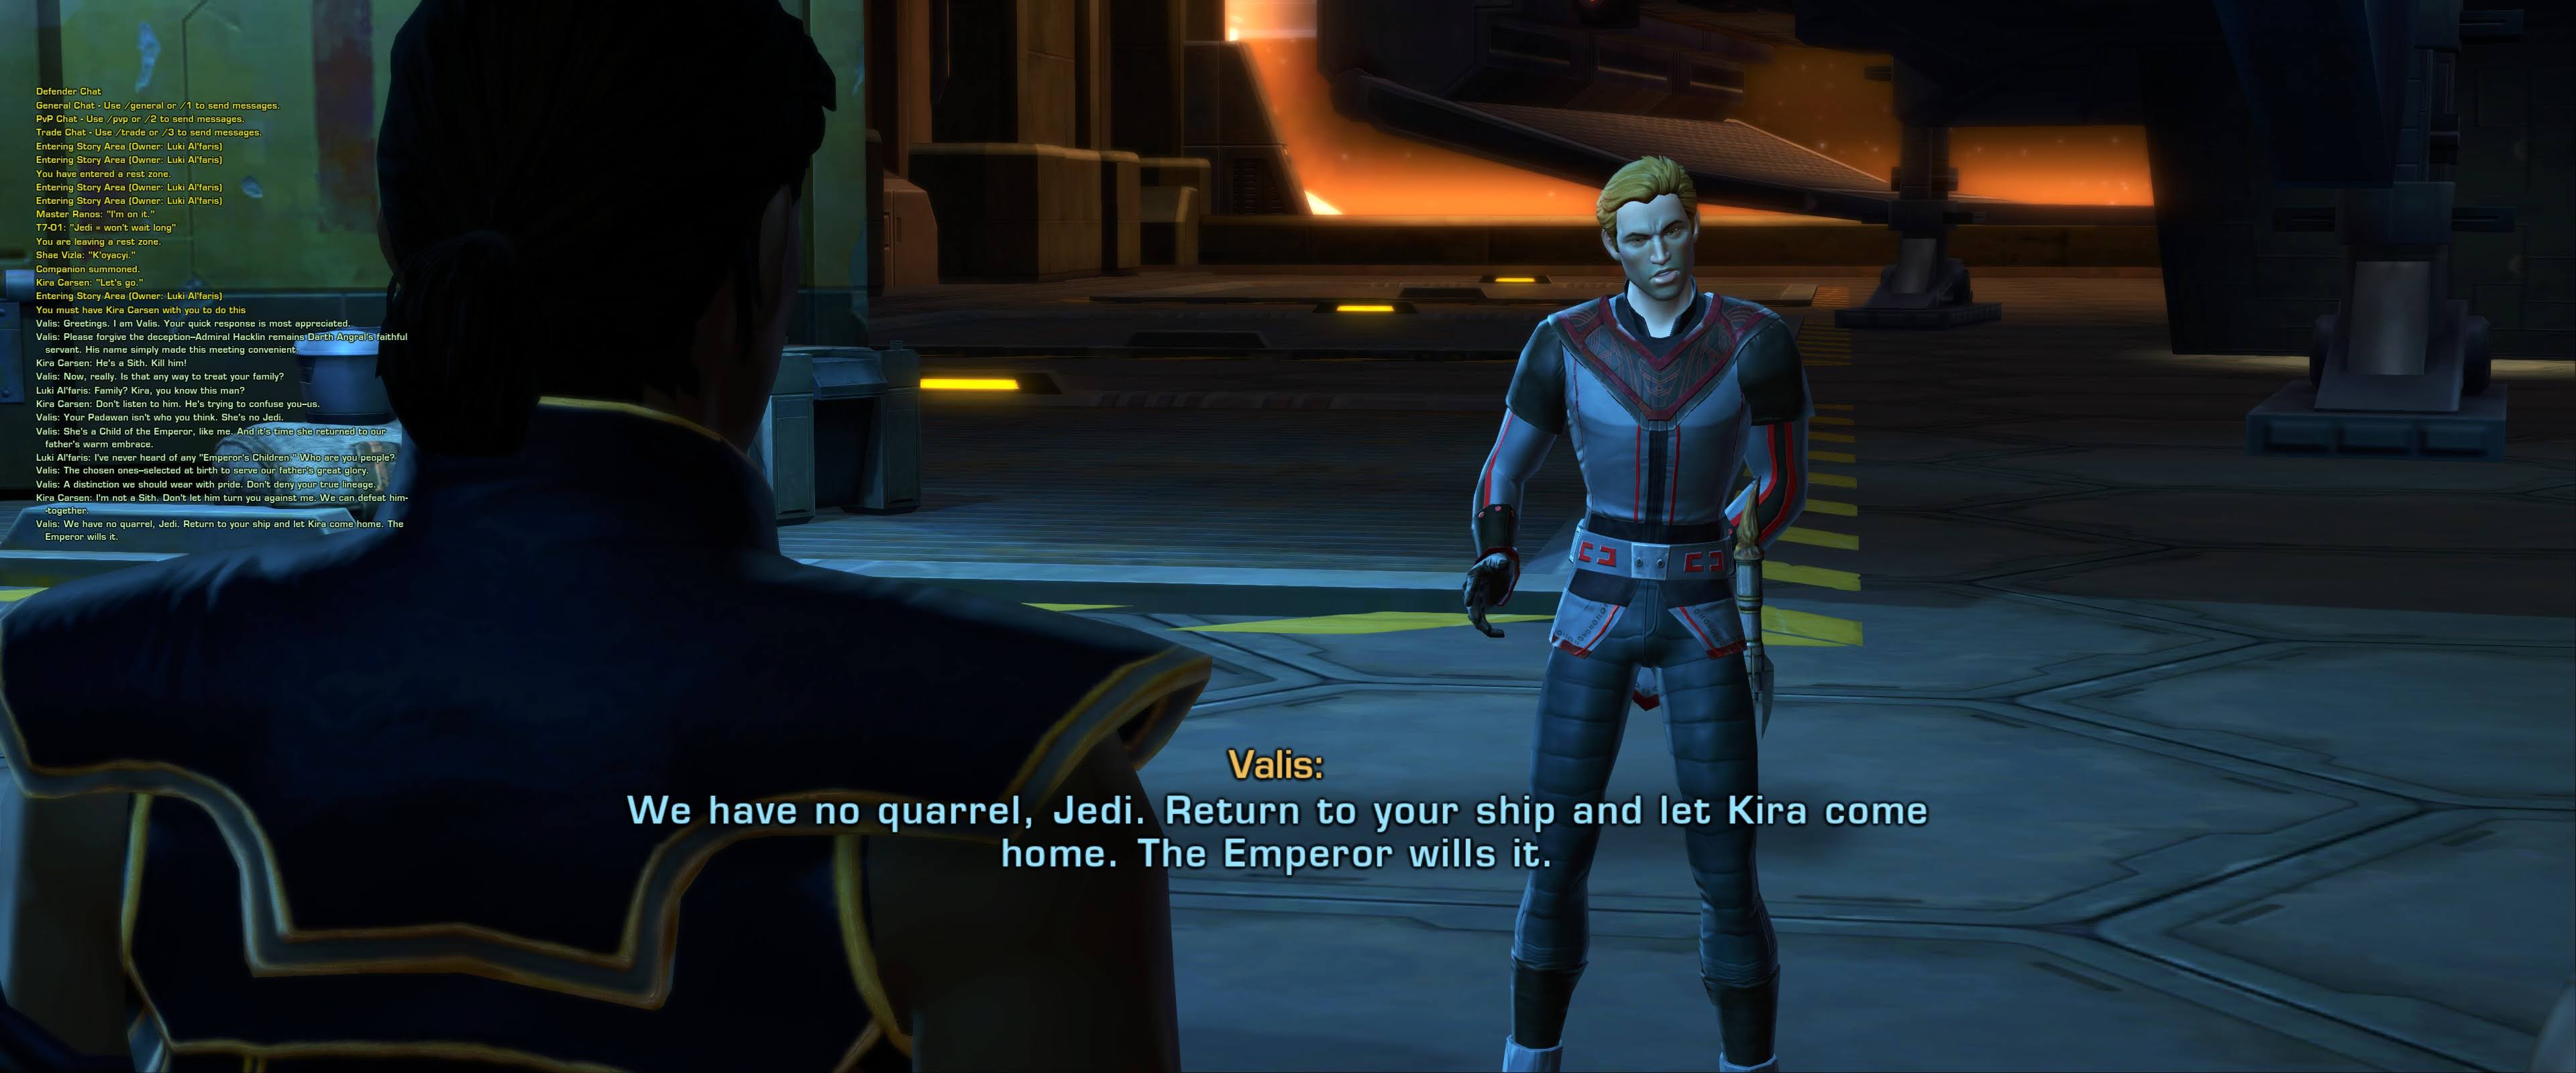 Defender Chat
General Chat - Use /general or /1 to send messages.
PvP Chat - Use /pvp or /2 to send messages.
Trade Chat - Use /trade or /3 to send messages.
Entering Story Area (Owner: Luki Al'faris)
Entering Story Area (Owner: Luki Al'faris)
You have entered a rest zone.
Entering Story Area (Owner: Luki Al'faris)
Entering Story Area (Owner: Luki Al'faris)
Master Ranos: "I'm on it."
T7-O1: "Jedi = won't wait long"
You are leaving a rest zone.
Shae Vizla: "K'oyacyi."
Companion summoned.
Kira Carsen: "Let's go."
Entering Story Area (Owner: Luki Al'faris)
You must have Kira Carsen with you to do this
Valis: Greetings. I am Valis. Your quick response is most appreciated.
Valis: Please forgive the deception—Admiral Hacklin remains Darth Angral's faithful
servant. His name simply made this meeting convenient.
Kira Carsen: He's a Sith. Kill him!
Valis: Now, really. Is that any way to treat your family?
Luki Al'faris: Family? Kira, you know this man?
Kira Carsen: Don't listen to him. He's trying to confuse you—us.
Valis: Your Padawan isn't who you think. She's no Jedi.
Valis: She's a Child of the Emperor, like me. And it's time she returned to our
father's warm embrace.
Luki Al'faris: I've never heard of any "Emperor's Children." Who are you people?
Valis: The chosen ones—selected at birth to serve our father's great glory.
Valis: A distinction we should wear with pride. Don't deny your true lineage.
Kira Carsen: I'm not a Sith. Don't let him turn you against me. We can defeat him-
-together.
Valis: We have no quarrel, Jedi. Return to your ship and let Kira come home. The
Emperor wills it.
Valis:
We have no quarrel, Jedi. Return to your ship and let Kira come
home. The Emperor wills it.